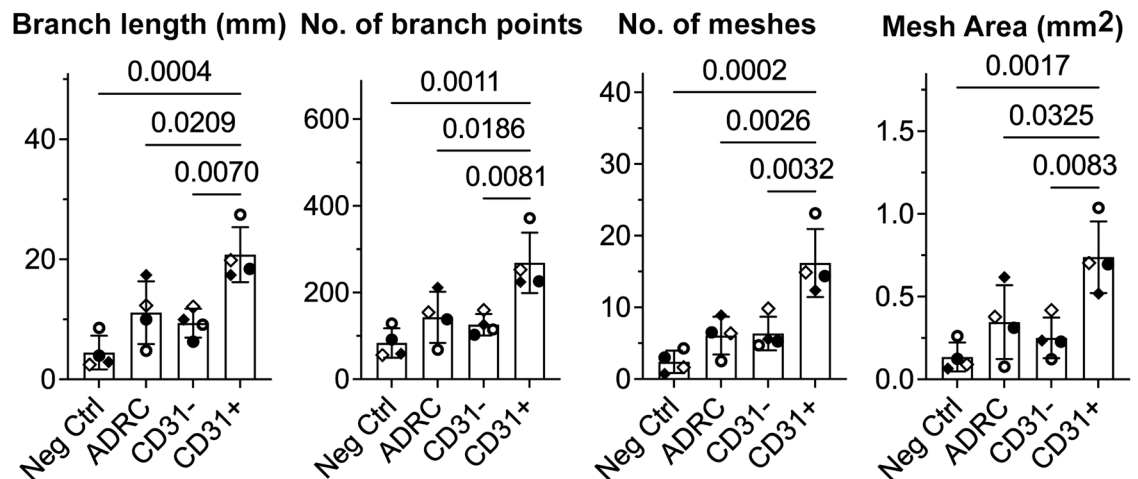 Branch length (mm)
0.0004
0.0209
0.0070
40
20
0
Neg Ctrl
ADRC
CD31-
CD31+
No. of branch points
0.0011
0.0186
0.0081
600
400
200
0
Neg Ctrl
ADRC
CD31-
CD31+
No. of meshes
0.0002
0.0026
0.0032
40
30
20
10
0
Neg Ctrl
ADRC
CD31-
CD31+
Mesh Area (mm2)
0.0017
0.0325
0.0083
1.5
1.0
0.5
0.0
Neg Ctrl
ADRC
CD31-
CD31+